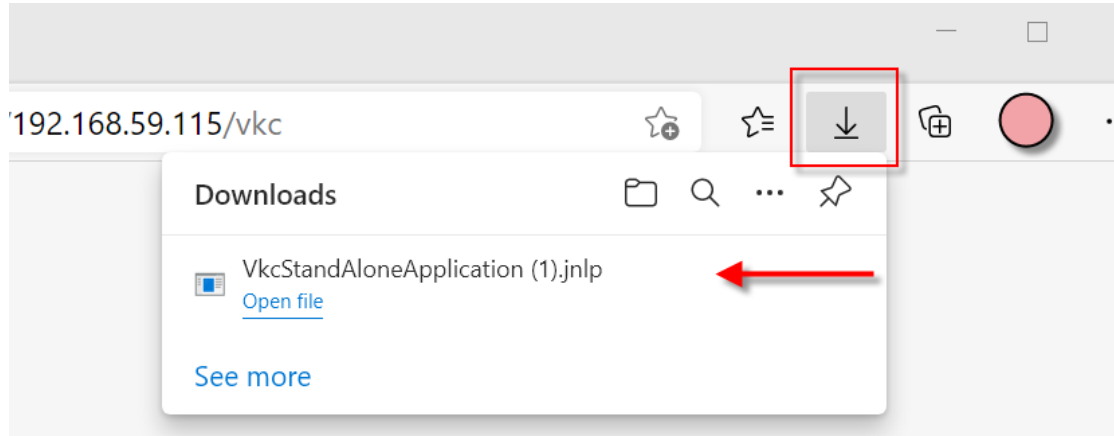 /192.168.59.115/vkc
Downloads
VkcStandAloneApplication (1).jnlp
Open file
See more